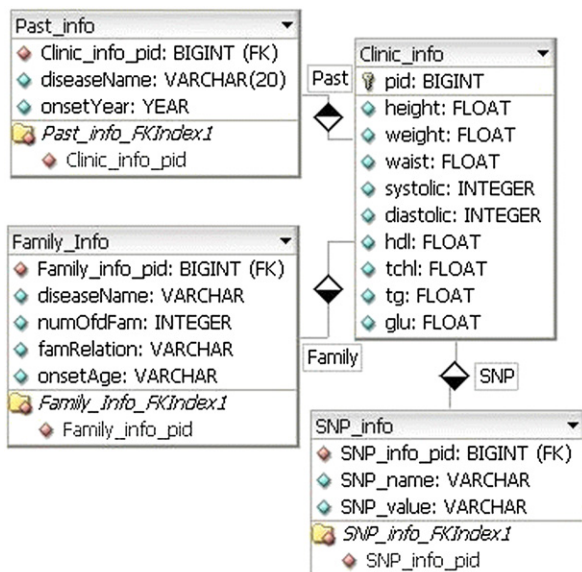 Past_info
Clinic_info_pid: BIGINT (FK)
diseaseName: VARCHAR(20)
onsetYear: YEAR
Past_info_FKIndex1
Clinic_info_pid
Past
Clinic_info
pid: BIGINT
height: FLOAT
weight: FLOAT
waist: FLOAT
systolic: INTEGER
diastolic: INTEGER
hdl: FLOAT
tchl: FLOAT
tg: FLOAT
glu: FLOAT
Family_Info
Family_info_pid: BIGINT (FK)
diseaseName: VARCHAR
numOfdFam: INTEGER
famRelation: VARCHAR
onsetAge: VARCHAR
Family_Info_FKIndex1
Family_info_pid
Family
SNP
SNP_info
SNP_info_pid: BIGINT (FK)
SNP_name: VARCHAR
SNP_value: VARCHAR
SNP_info_FKIndex1
SNP_info_pid